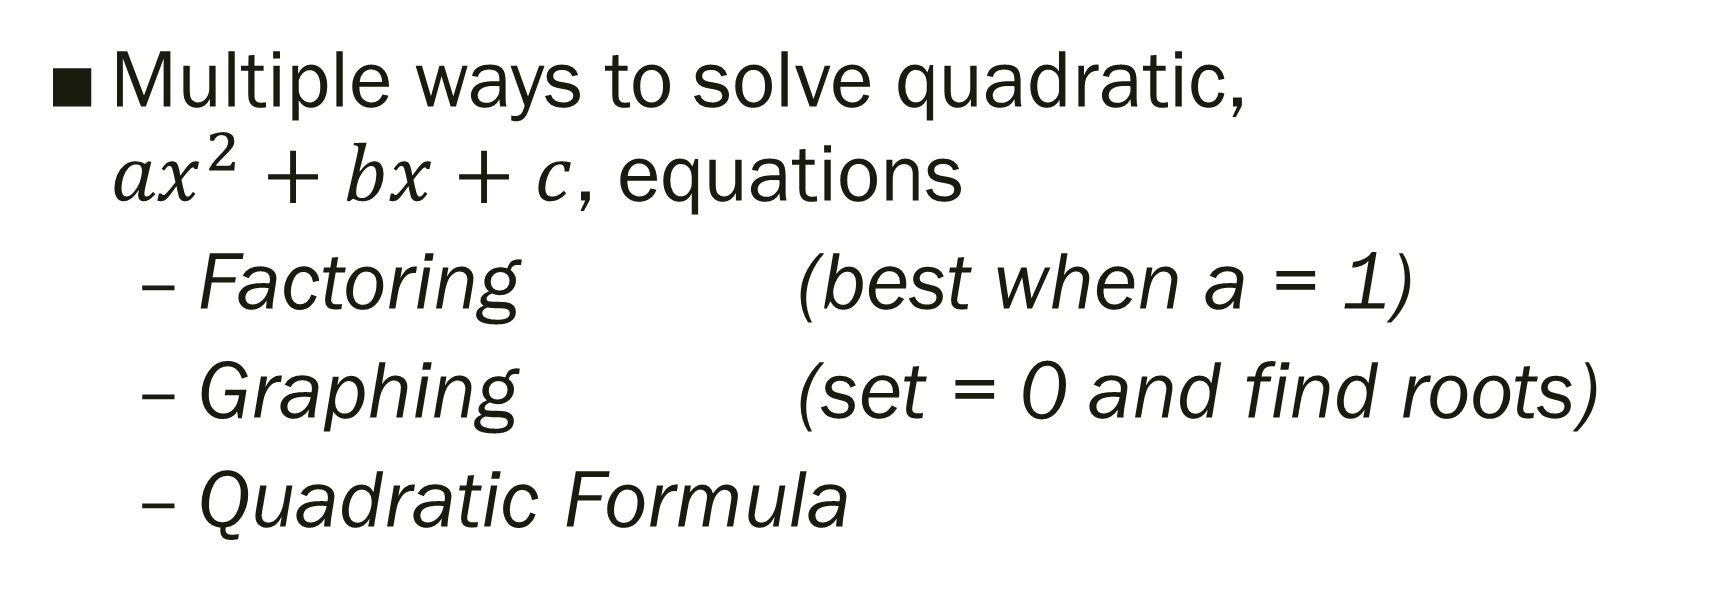 ■ Multiple ways to solve quadratic,
ax² + bx + c, equations
– Factoring (best when a = 1)
– Graphing (set = 0 and find roots)
– Quadratic Formula